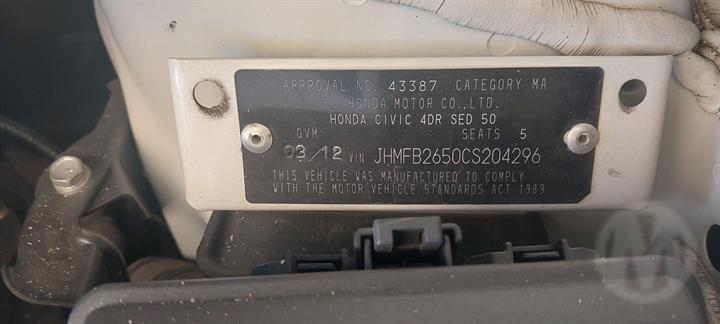 APPROVAL NO. 43387 CATEGORY MA
HONDA MOTOR CO., LTD.
HONDA CIVIC 4DR SED 50
GVM SEATS 5
03/12 VIN JHMFB2650CS204296
THIS VEHICLE WAS MANUFACTURED TO COMPLY
WITH THE MOTOR VEHICLE STANDARDS ACT 1989
M